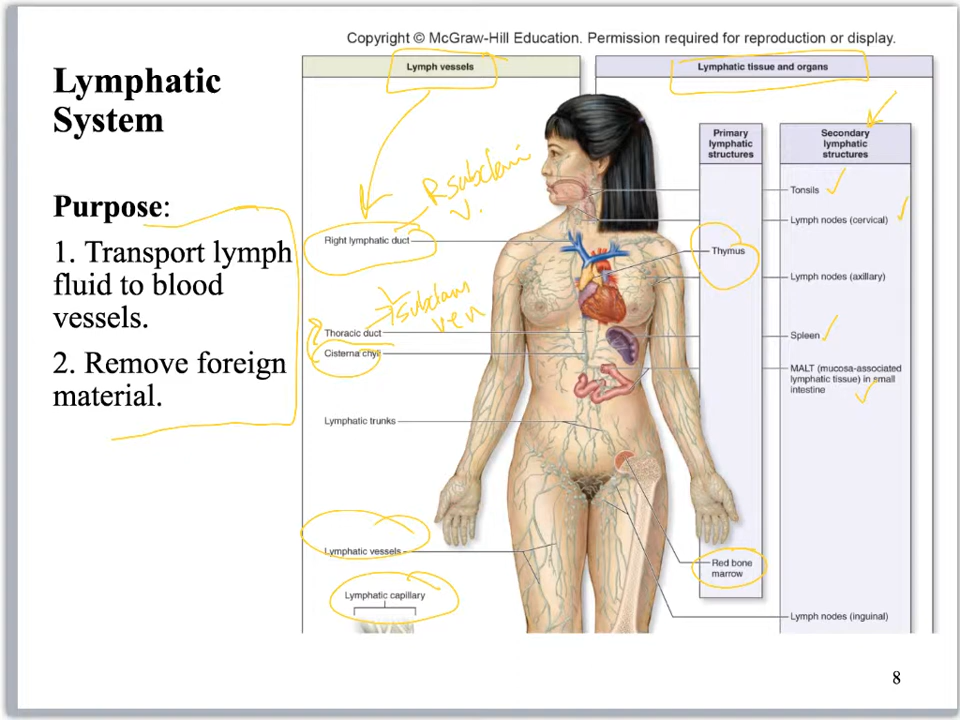 Copyright © McGraw-Hill Education. Permission required for reproduction or display.
Lymphatic
System
Purpose:
1. Transport lymph
fluid to blood
vessels.
2. Remove foreign
material.
Lymph vessels
R subclavi
V.
Right lymphatic duct
Thoracic duct
Cisterna chyli
Lymphatic trunks
Lymphatic vessels
Lymphatic capillary
Lymphatic tissue and organs
Primary
lymphatic
structures
Thymus
Red bone
marrow
Secondary
lymphatic
structures
Tonsils
Lymph nodes (cervical)
Lymph nodes (axillary)
Spleen
MALT (mucosa-associated
lymphatic tissue) in small
intestine
Lymph nodes (inguinal)
8